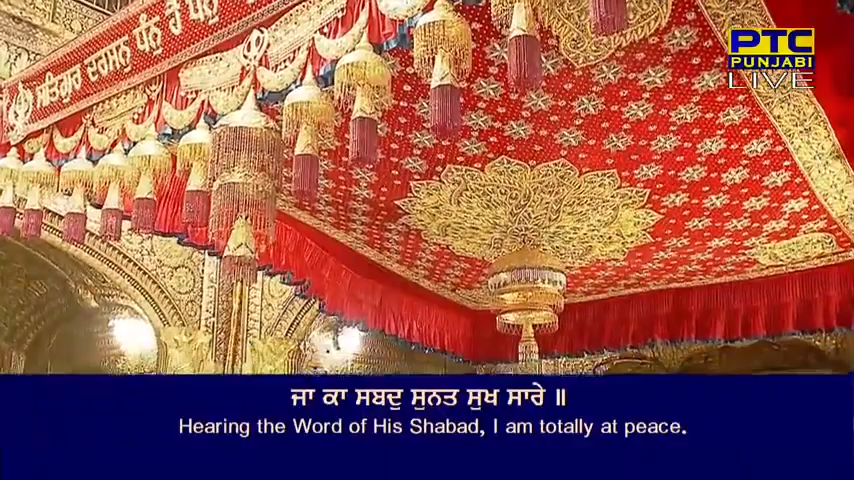 PTC
PUNJABI
LIVE
ਜਾ ਕਾ ਸਬਦੁ ਸੁਨਤ ਸੁਖ ਸਾਰੇ ॥
Hearing the Word of His Shabad, I am totally at peace.